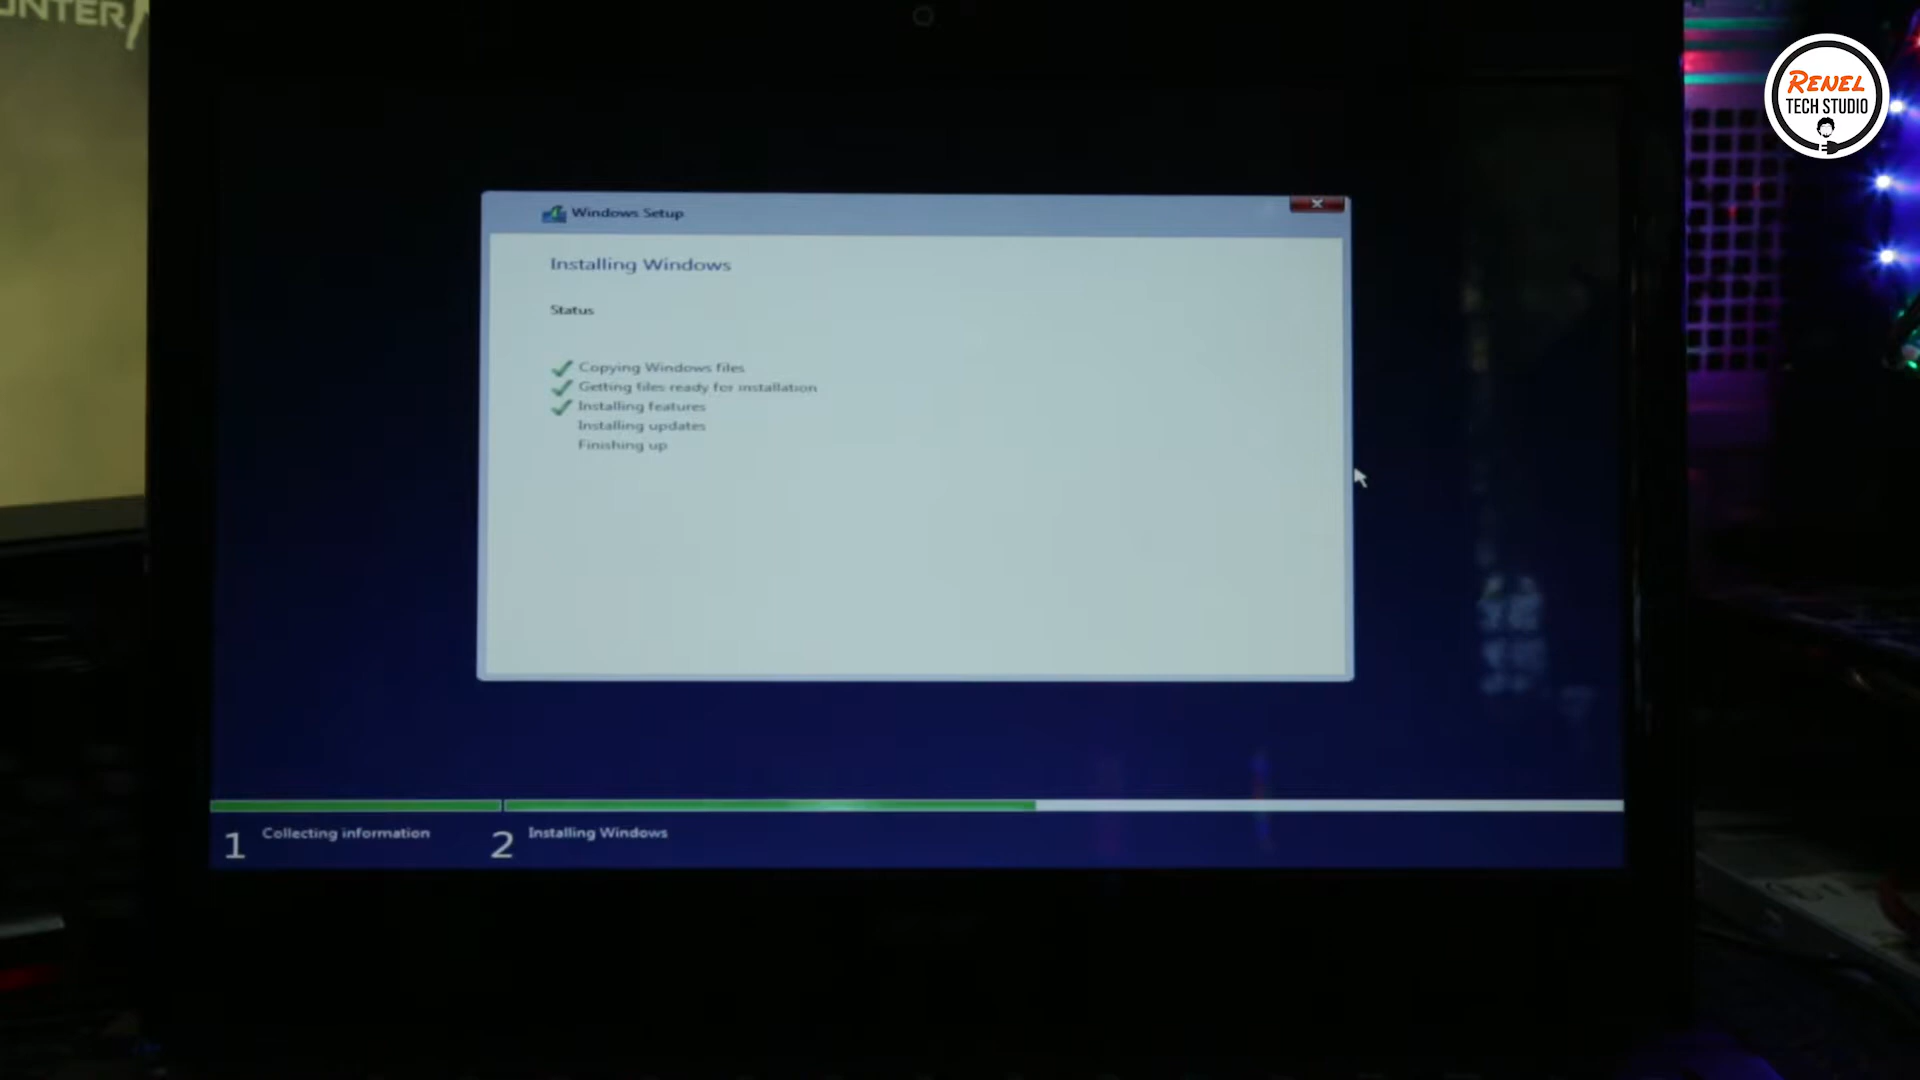 UNTER
RENEL
TECH STUDIO
Windows Setup
Installing Windows
Status
Copying Windows files
Getting files ready for installation
Installing features
Installing updates
Finishing up
1 Collecting information
2 Installing Windows